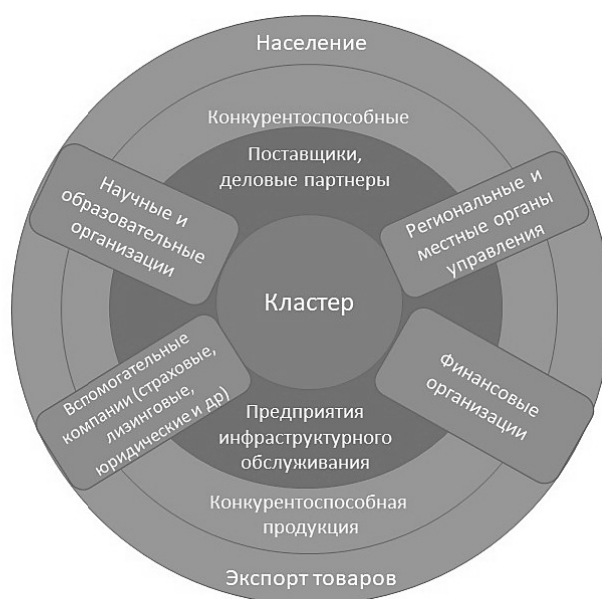 Население
Конкурентоспособные
Поставщики,
деловые партнеры
Научные и
образовательные
организации
Региональные и
местные органы
управления
Кластер
Вспомогательные
компании (страховые,
лизинговые,
юридические и др)
Финансовые
организации
Предприятия
инфраструктурного
обслуживания
Конкурентоспособная
продукция
Экспорт товаров